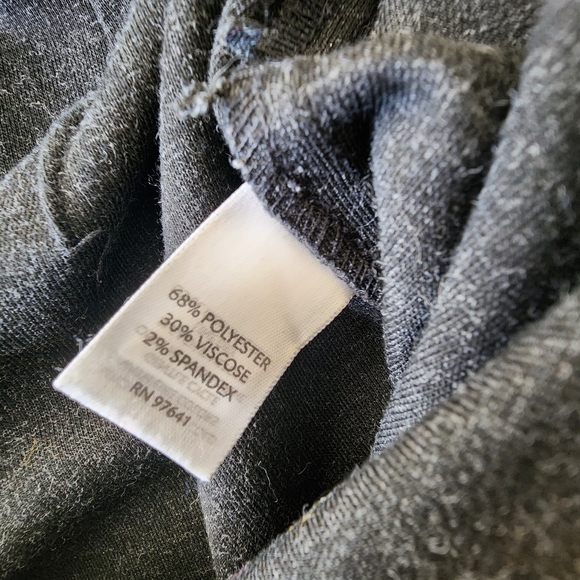 68% POLYESTER
30% VISCOSE
2% SPANDEX
RN 97641